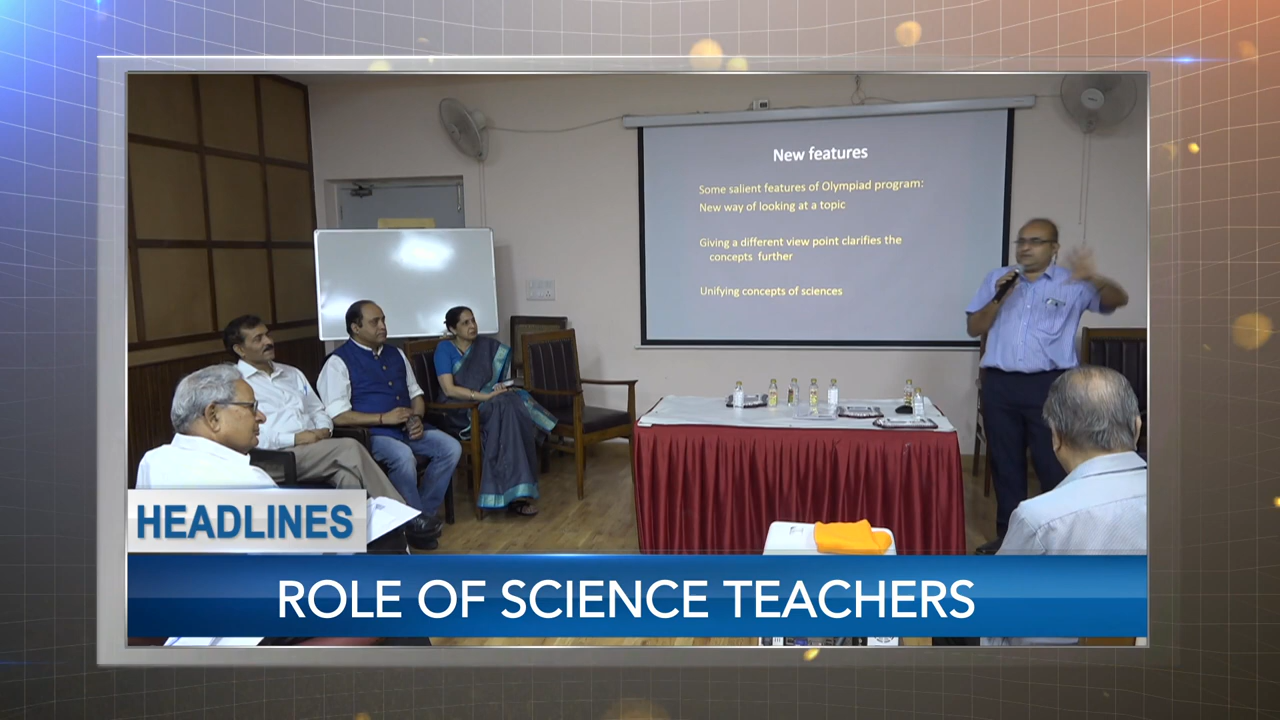 New features
Some salient features of Olympiad program:
New way of looking at a topic
Giving a different view point clarifies the
concepts further
Unifying concepts of sciences
HEADLINES
ROLE OF SCIENCE TEACHERS